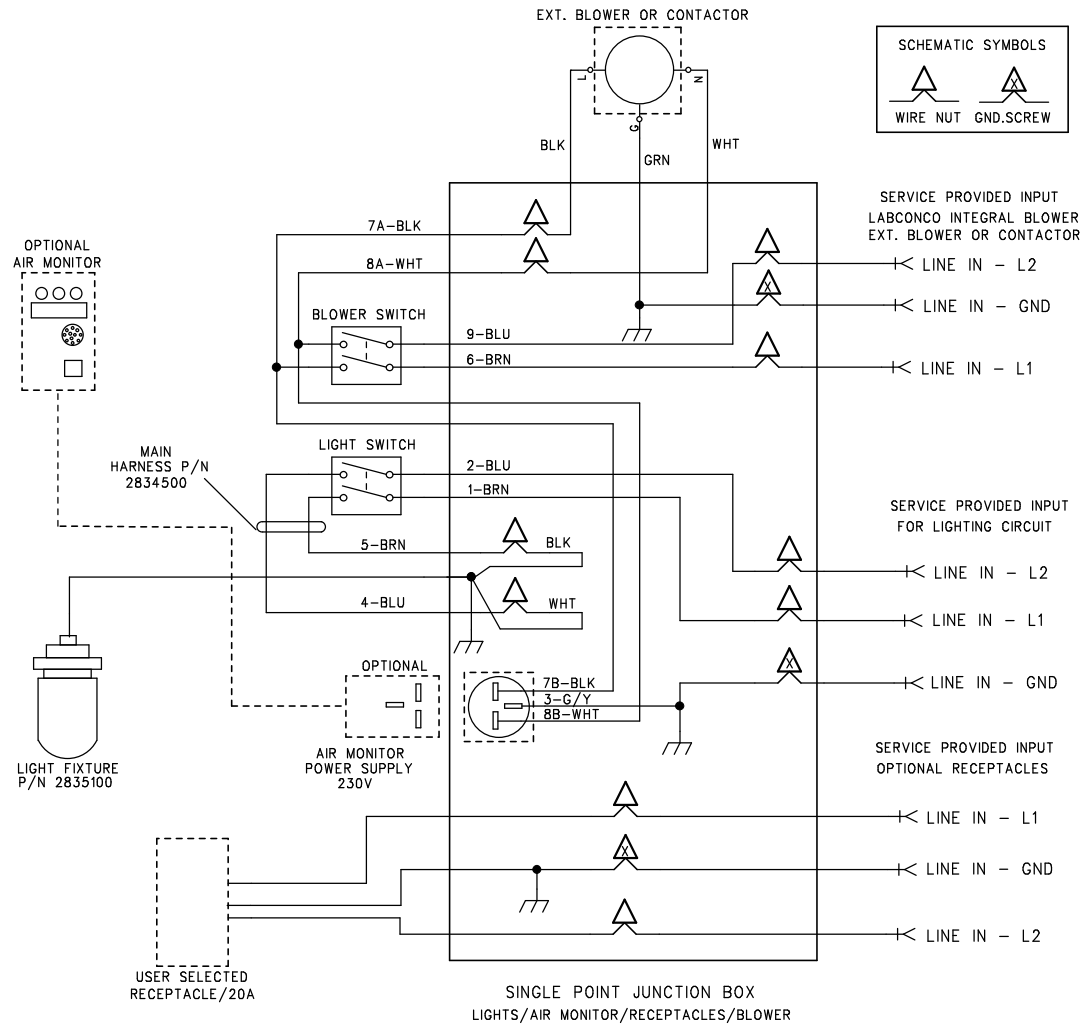 EXT. BLOWER OR CONTACTOR
SCHEMATIC SYMBOLS
X
WIRE NUT GND.SCREW
L
N
G
BLK
GRN
WHT
SERVICE PROVIDED INPUT
LABCONCO INTEGRAL BLOWER
EXT. BLOWER OR CONTACTOR
7A-BLK
8A-WHT
LINE IN - L2
X
LINE IN - GND
LINE IN - L1
OPTIONAL
AIR MONITOR
BLOWER SWITCH
9-BLU
6-BRN
LIGHT SWITCH
2-BLU
1-BRN
MAIN
HARNESS P/N
2834500
5-BRN
BLK
4-BLU
WHT
SERVICE PROVIDED INPUT
FOR LIGHTING CIRCUIT
LINE IN - L2
LINE IN - L1
X
LINE IN - GND
OPTIONAL
7B-BLK
3-G/Y
8B-WHT
AIR MONITOR
POWER SUPPLY
230V
LIGHT FIXTURE
P/N 2835100
SERVICE PROVIDED INPUT
OPTIONAL RECEPTACLES
LINE IN - L1
X
LINE IN - GND
LINE IN - L2
USER SELECTED
RECEPTACLE/20A
SINGLE POINT JUNCTION BOX
LIGHTS/AIR MONITOR/RECEPTACLES/BLOWER